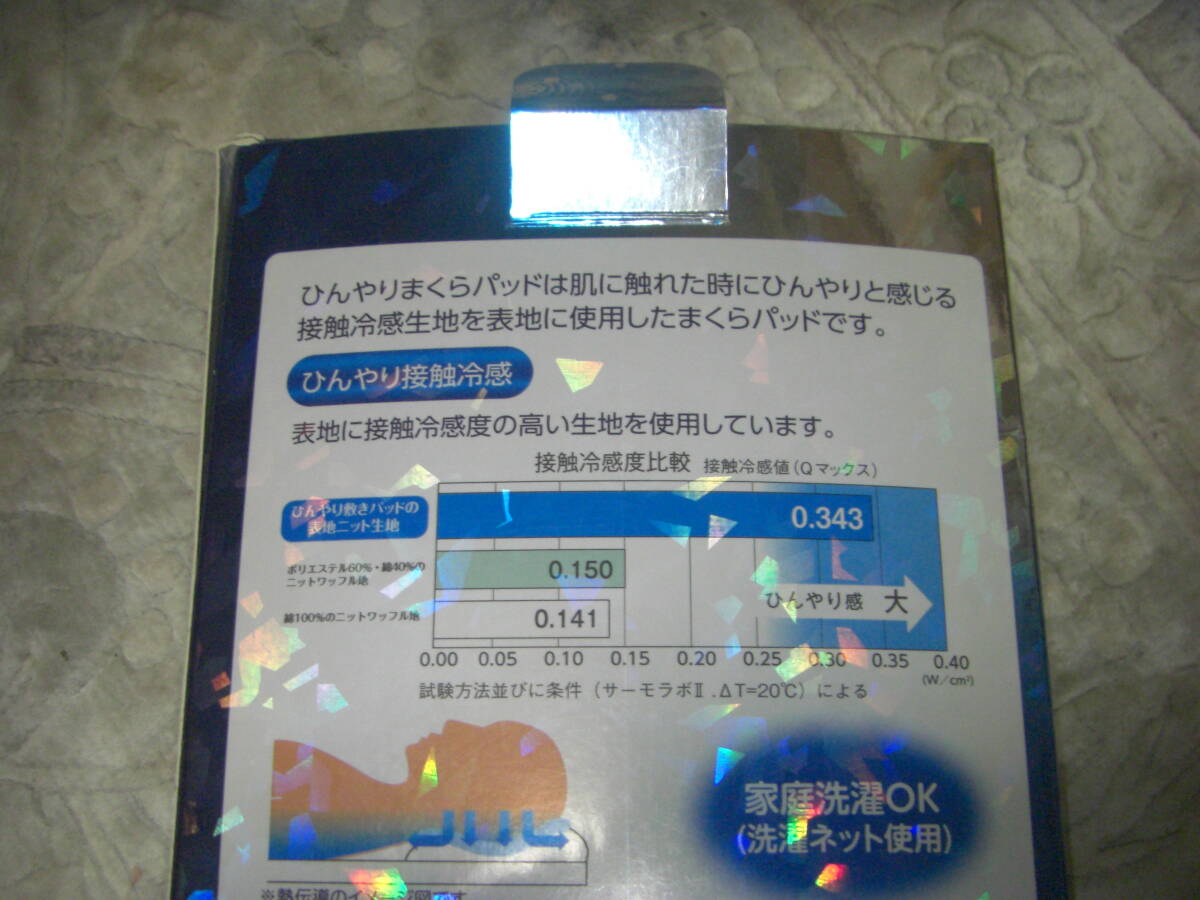 ひんやりまくらパッドは肌に触れた時にひんやりと感じる
接触冷感生地を表地に使用したまくらパッドです。
ひんやり接触冷感
表地に接触冷感度の高い生地を使用しています。
接触冷感度比較 接触冷感値(Qマックス)
ひんやり敷きパッドの
表地ニット生地
0.343
ポリエステル60%・綿40%の
ニットワッフル地
0.150
綿100%のニットワッフル地
0.141
ひんやり感 大
0.00 0.05 0.10 0.15 0.20 0.25 0.30 0.35 0.40
(W/cm²)
試験方法並びに条件(サーモラボⅡ.ΔT=20℃)による
家庭洗濯OK
(洗濯ネット使用)
※熱伝導のイメージ図です